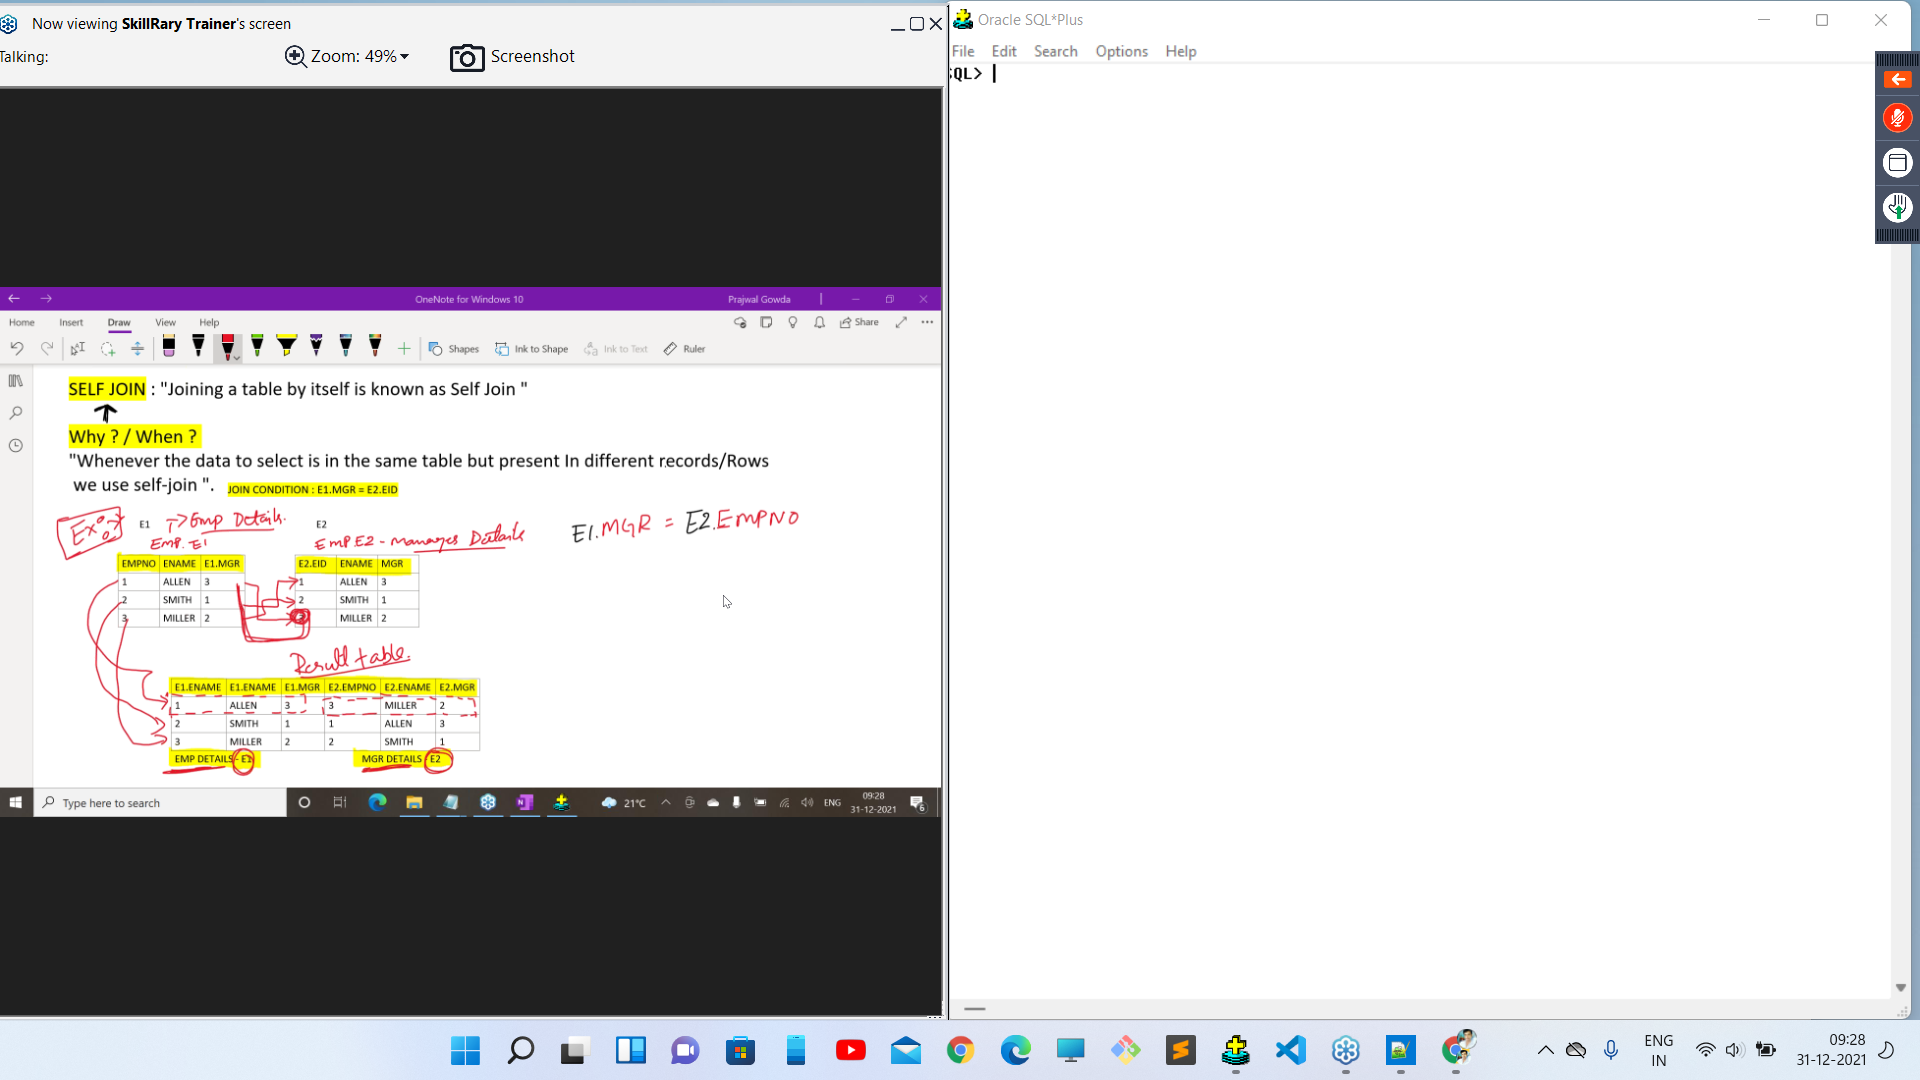 Now viewing SkillRary Trainer's screen
Talking:
Zoom: 49%
Screenshot
OneNote for Windows 10
Prajwal Gowda
Home Insert Draw View Help
Share
Shapes
Ink to Shape
Ink to Text
Ruler
SELF JOIN : "Joining a table by itself is known as Self Join "
Why ? / When ?
"Whenever the data to select is in the same table but present In different records/Rows
we use self-join ". JOIN CONDITION : E1.MGR = E2.EID
Ex:
E1 Emp Details.
E2
Emp. E1
Emp E2 - manages Details
E1.MGR = E2.EMPNO
EMPNO ENAME E1.MGR
1 ALLEN 3
2 SMITH 1
3 MILLER 2
E2.EID ENAME MGR
1 ALLEN 3
2 SMITH 1
MILLER 2
Result table.
E1.ENAME E1.ENAME E1.MGR E2.EMPNO E2.ENAME E2.MGR
1 ALLEN 3 3 MILLER 2
2 SMITH 1 1 ALLEN 3
3 MILLER 2 2 SMITH 1
EMP DETAILS - E1
MGR DETAILS E2
Type here to search
21°C
ENG
09:28
31-12-2021
6
Oracle SQL*Plus
File Edit Search Options Help
SQL>
ENG
IN
09:28
31-12-2021